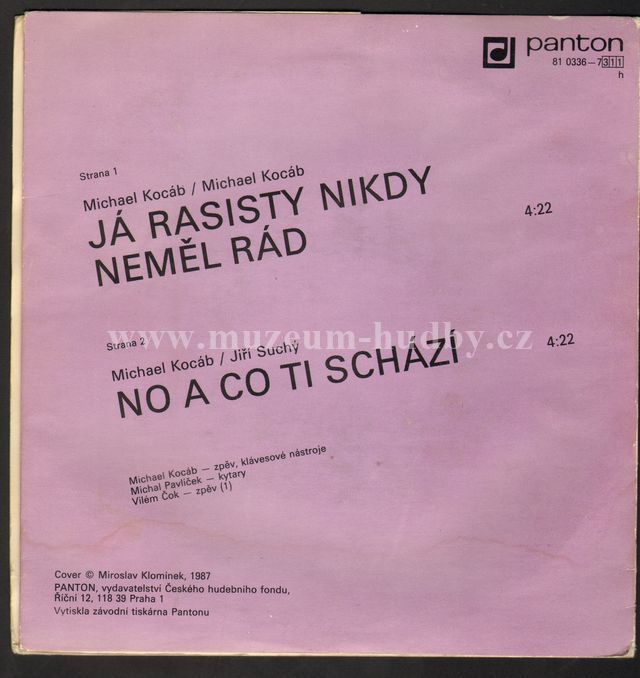 panton
81 0336-7311
h
Strana 1
Michael Kocáb / Michael Kocáb
JÁ RASISTY NIKDY
NEMĚL RÁD
4:22
www.muzeum-hudby.cz
Strana 2
Michael Kocáb / Jiří Suchý
NO A CO TI SCHÁZÍ
4:22
Michael Kocáb — zpěv, klávesové nástroje
Michal Pavlíček — kytary
Vilém Čok — zpěv (1)
Cover © Miroslav Klomínek, 1987
PANTON, vydavatelství Českého hudebního fondu,
Říční 12, 118 39 Praha 1
Vytiskla závodní tiskárna Pantonu